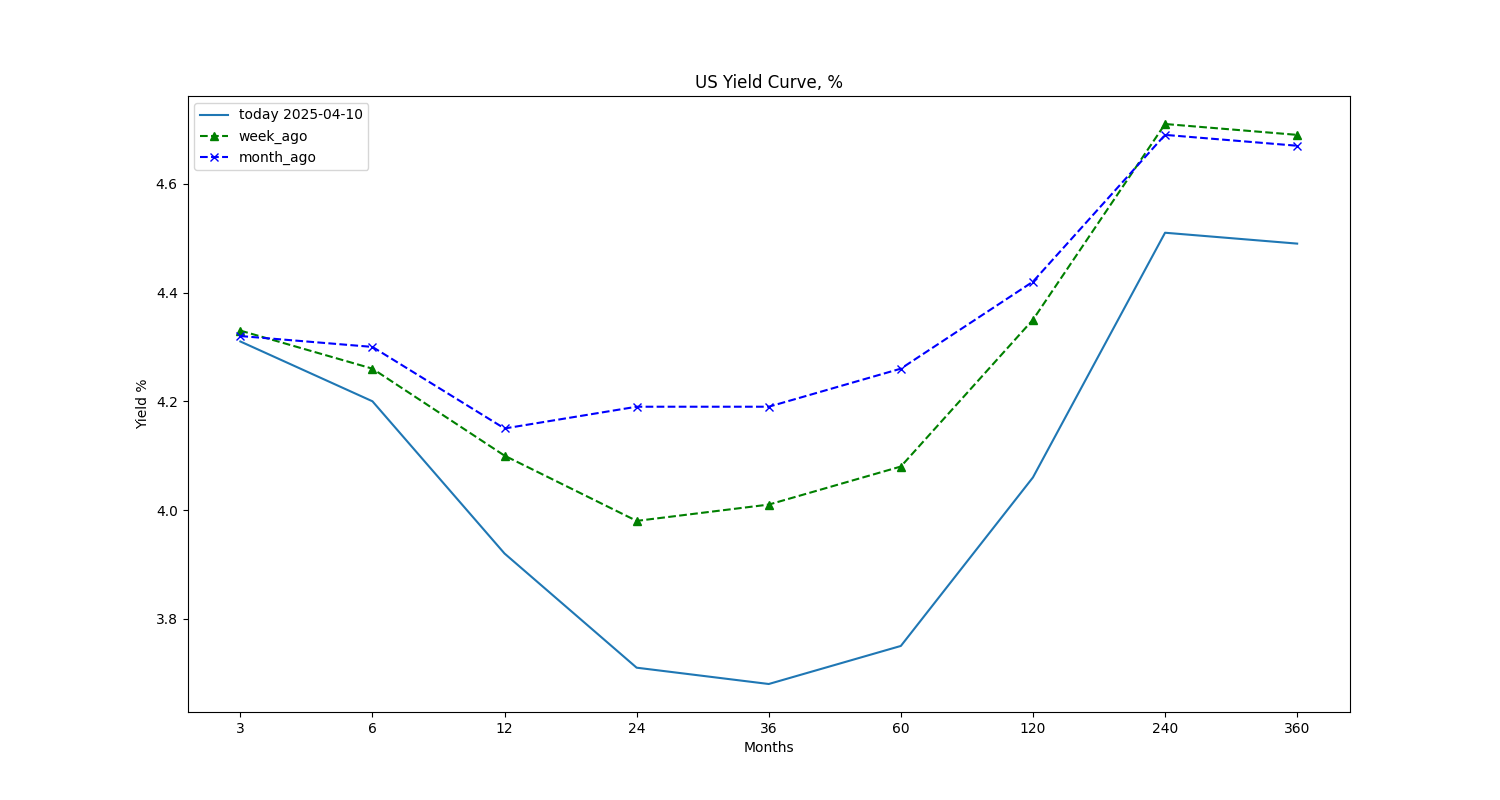 US Yield Curve, %
today 2025-04-10
week_ago
month_ago
4.6
4.4
4.2
4.0
3.8
Yield %
3 6 12 24 36 60 120 240 360
Months